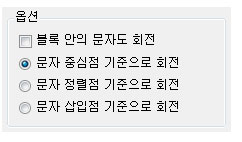 옵션
블록 안의 문자도 회전
문자 중심점 기준으로 회전
문자 정렬점 기준으로 회전
문자 삽입점 기준으로 회전